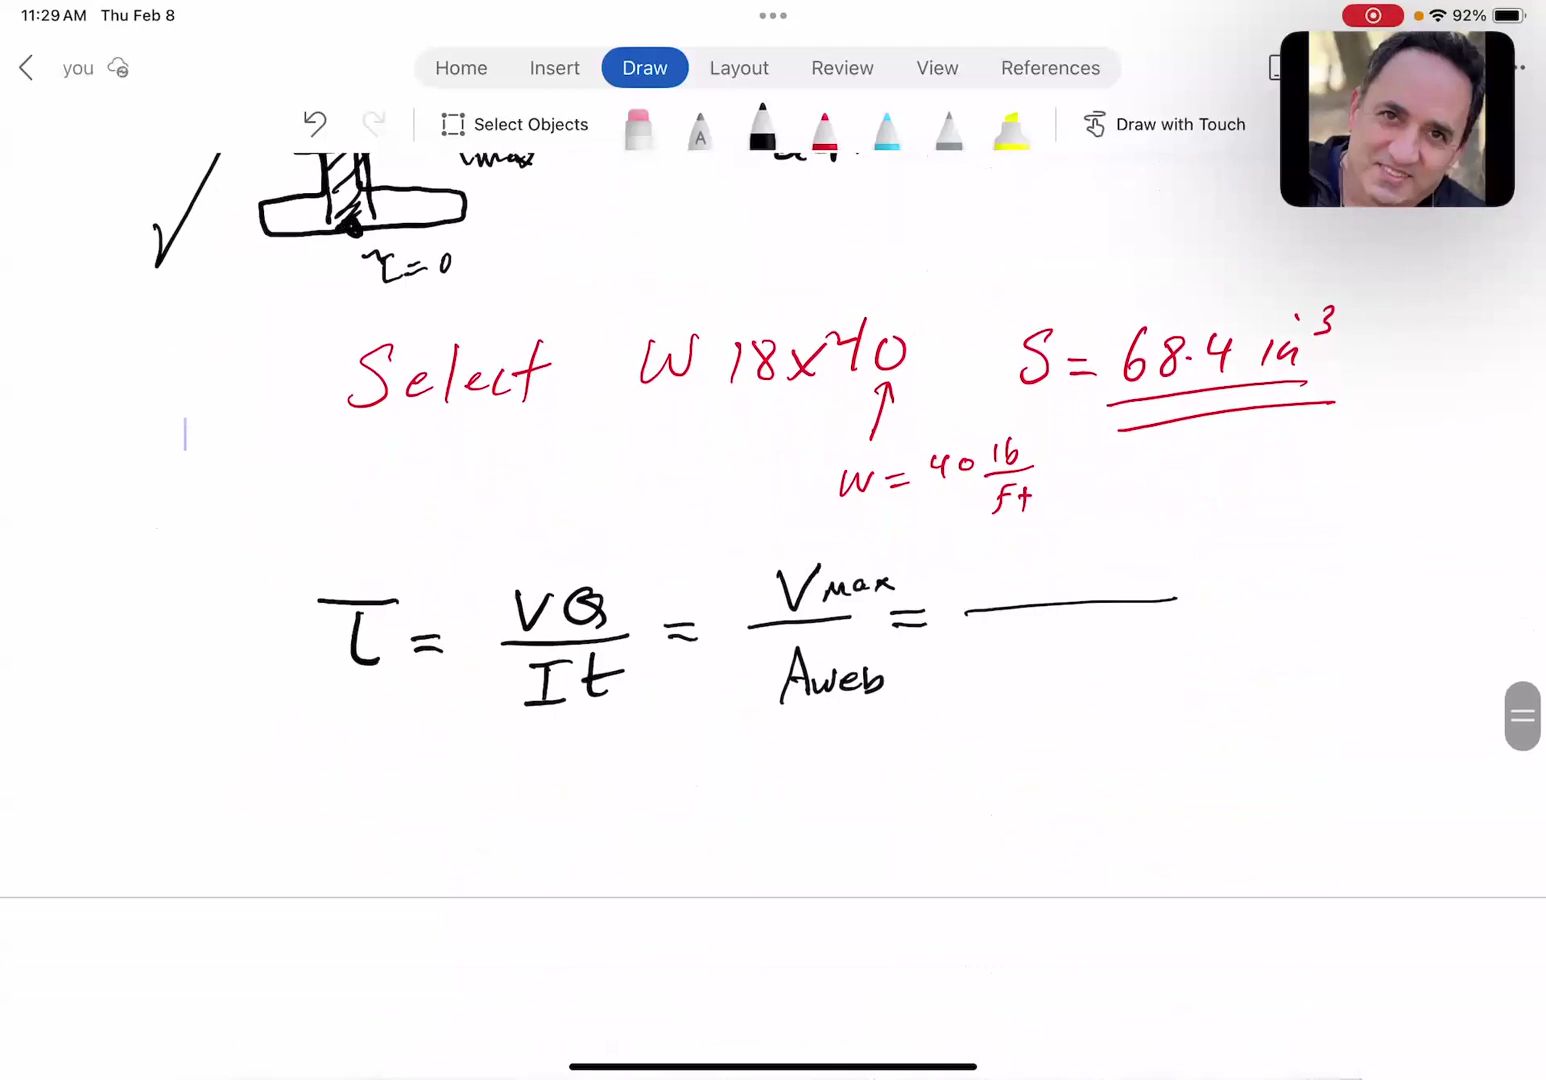 11:29 AM Thu Feb 8
92%
you
Home Insert Draw Layout Review View References
Select Objects
A
Draw with Touch
τmax
τ = 0
Select W 18x40 S = 68.4 in³
w = 40 lb/ft
τ = VQ/It = Vmax/Aweb =